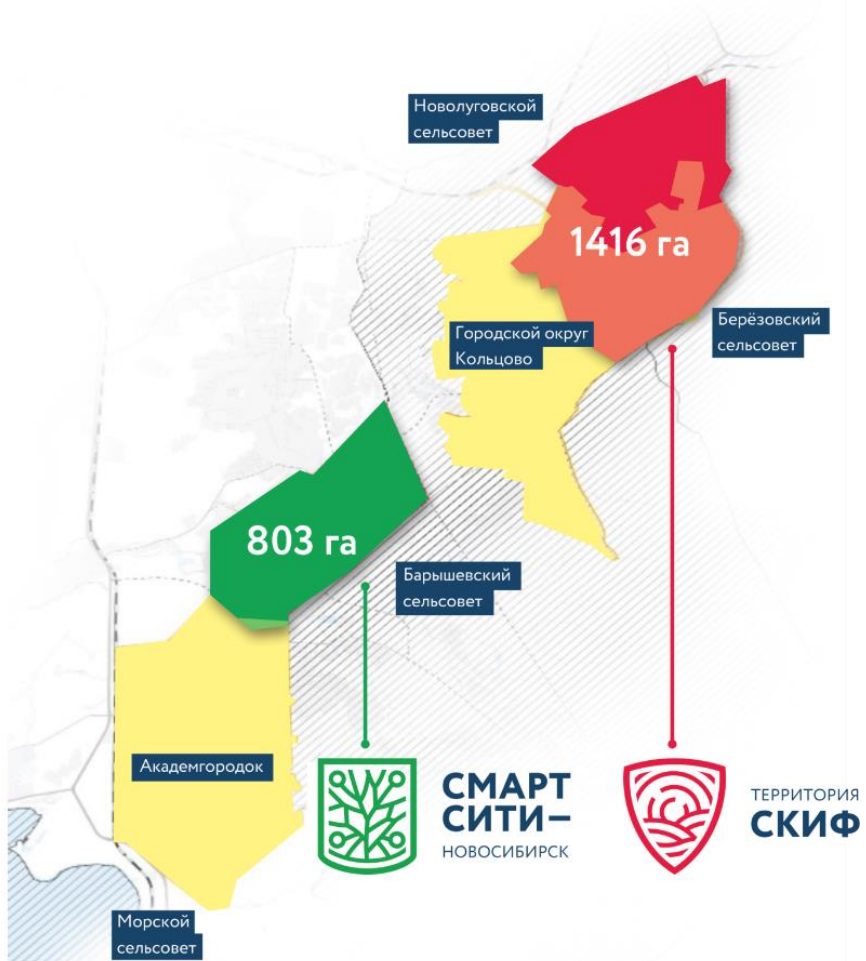 Новолуговской
сельсовет
1416 га
Берёзовский
сельсовет
Городской округ
Кольцово
803 га
Барышевский
сельсовет
Академгородок
СМАРТ
СИТИ–
НОВОСИБИРСК
ТЕРРИТОРИЯ
СКИФ
Морской
сельсовет